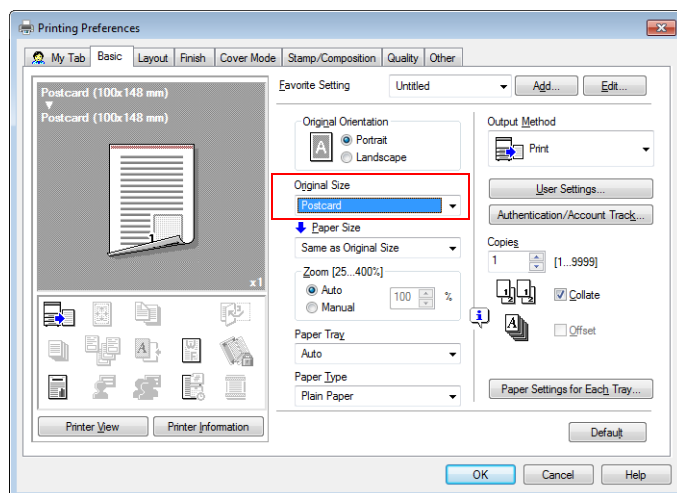 Printing Preferences
My Tab Basic Layout Finish Cover Mode Stamp/Composition Quality Other
Postcard (100x148 mm)
Postcard (100x148 mm)
x1
Printer View Printer Information
Favorite Setting Untitled Add... Edit...
Original Orientation
A
Portrait
Landscape
Original Size
Postcard
Paper Size
Same as Original Size
Zoom [25...400%]
Auto
Manual
100 %
Paper Tray
Auto
Paper Type
Plain Paper
Output Method
Print
User Settings...
Authentication/Account Track...
Copies
1 [1...9999]
Collate
Offset
Paper Settings for Each Tray...
Default
OK Cancel Help